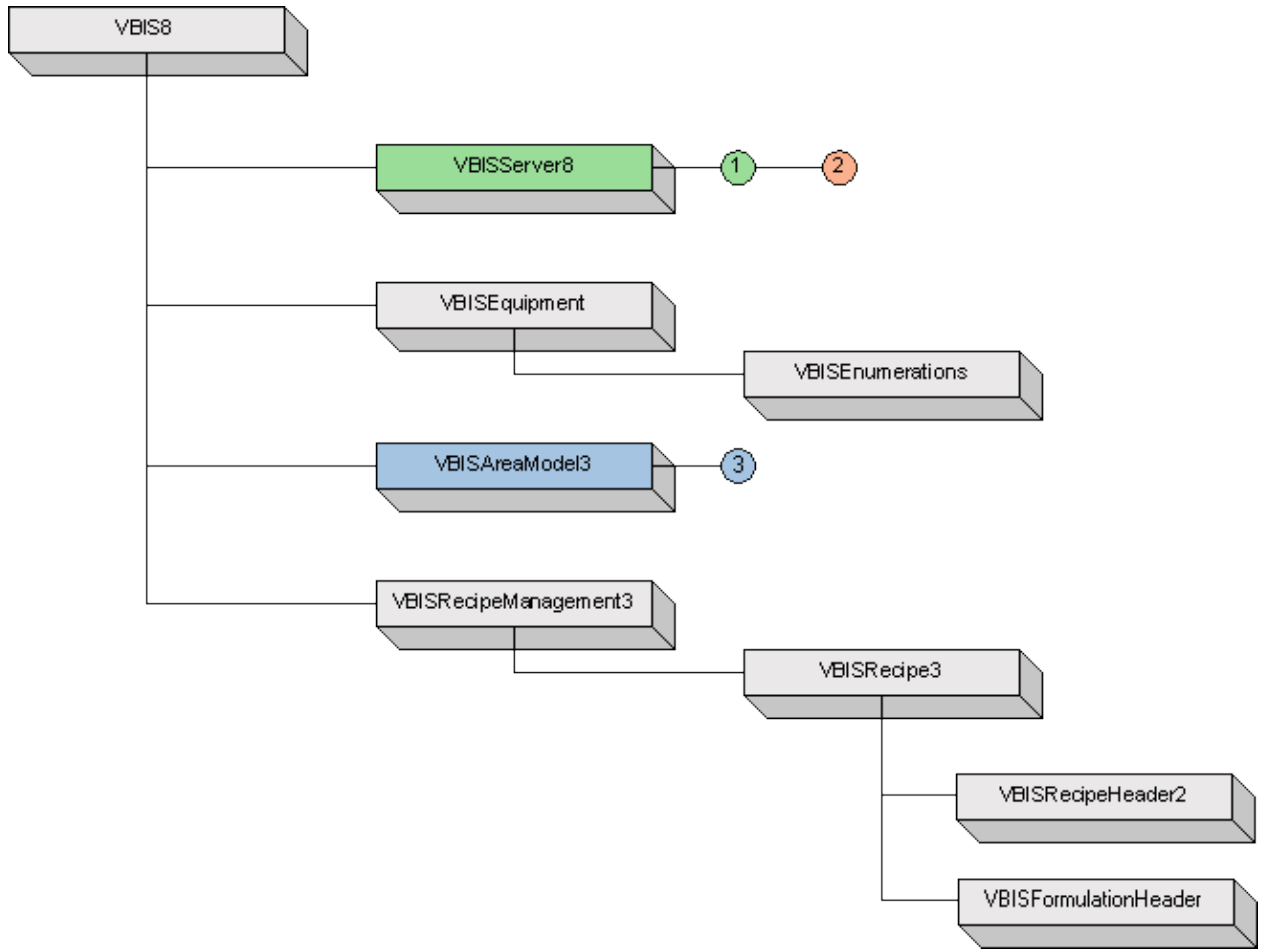 VBIS8
VBISServer8
1
2
VBISEquipment
VBISEnumerations
VBISAreaModel3
3
VBISRecipeManagement3
VBISRecipe3
VBISRecipeHeader2
VBISFormulationHeader